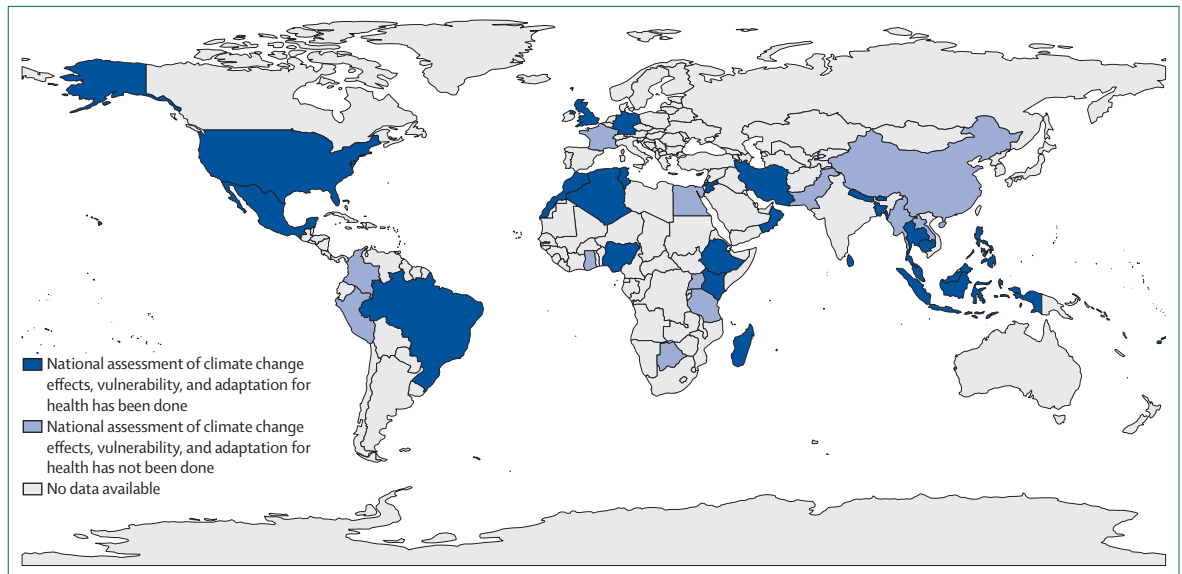 National assessment of climate change
effects, vulnerability, and adaptation for
health has been done
National assessment of climate change
effects, vulnerability, and adaptation for
health has not been done
No data available